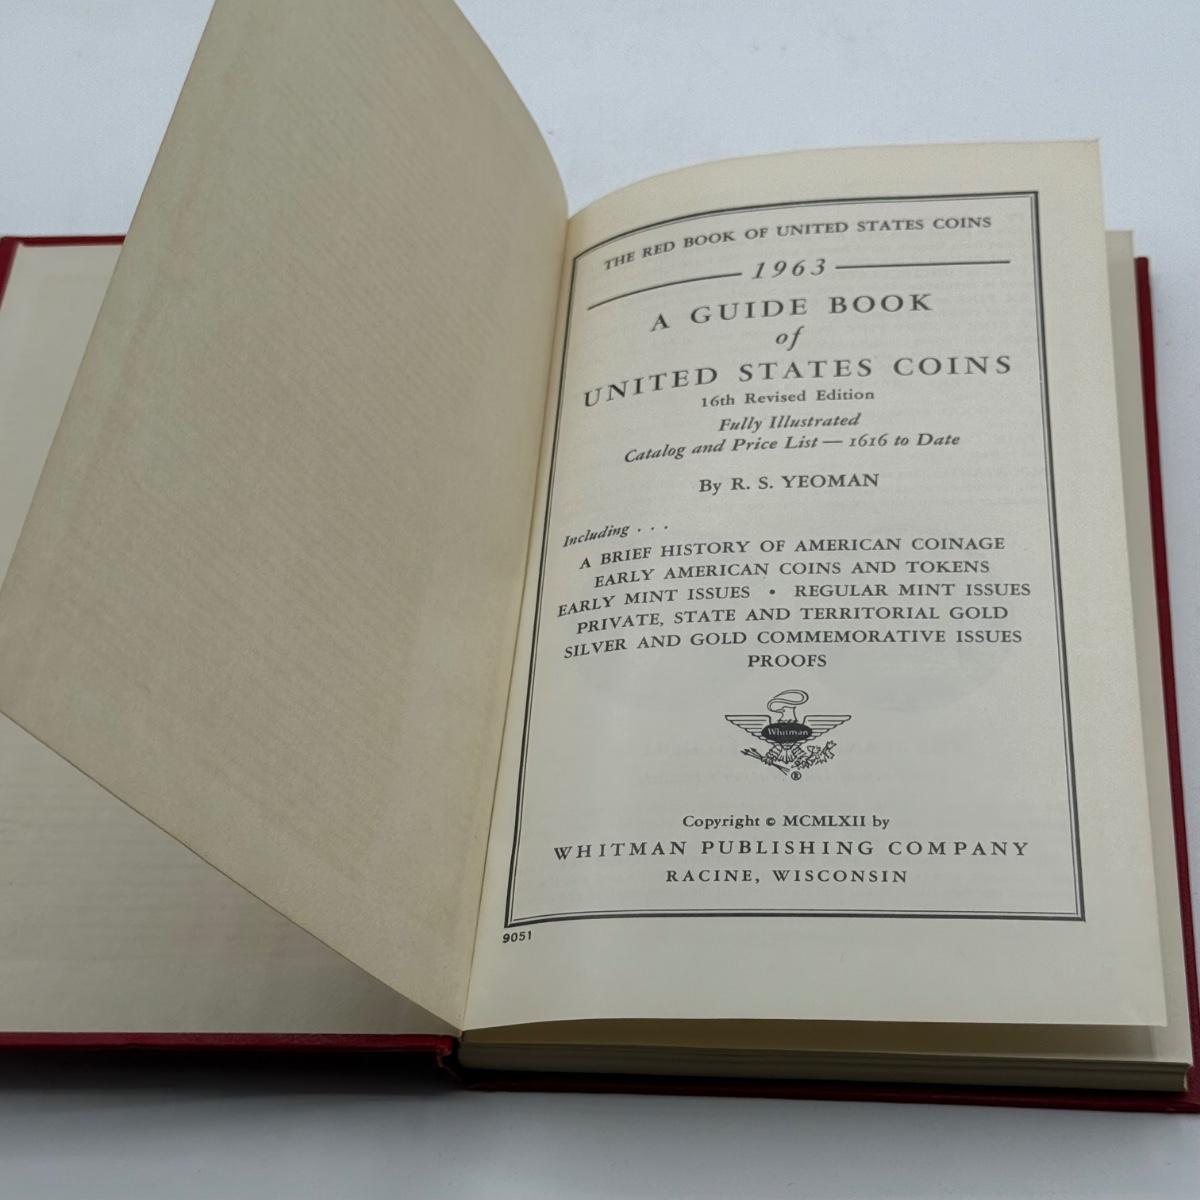 THE RED BOOK OF UNITED STATES COINS
1963
A GUIDE BOOK
of
UNITED STATES COINS
16th Revised Edition
Fully Illustrated
Catalog and Price List — 1616 to Date
By R. S. YEOMAN
Including . . .
A BRIEF HISTORY OF AMERICAN COINAGE
EARLY AMERICAN COINS AND TOKENS
EARLY MINT ISSUES • REGULAR MINT ISSUES
PRIVATE, STATE AND TERRITORIAL GOLD
SILVER AND GOLD COMMEMORATIVE ISSUES
PROOFS
Whitman
®
Copyright © MCMLXII by
WHITMAN PUBLISHING COMPANY
RACINE, WISCONSIN
9051